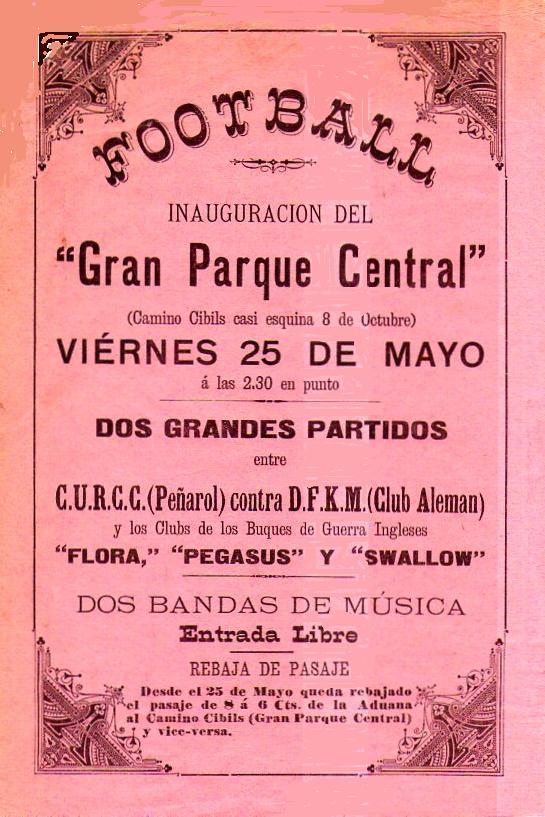 FOOTBALL
INAUGURACION DEL
“Gran Parque Central”
(Camino Cibils casi esquina 8 de Octubre)
VIÉRNES 25 DE MAYO
á las 2.30 en punto
DOS GRANDES PARTIDOS
entre
C.U.R.C.C. (Peñarol) contra D.F.K.M. (Club Aleman)
y los Clubs de los Buques de Guerra Ingleses
“FLORA,” “PEGASUS” Y “SWALLOW”
DOS BANDAS DE MÚSICA
Entrada Libre
REBAJA DE PASAJE
Desde el 25 de Mayo queda rebajado
el pasaje de 8 á 6 Cts. de la Aduana
al Camino Cibils (Gran Parque Central)
y vice-versa.